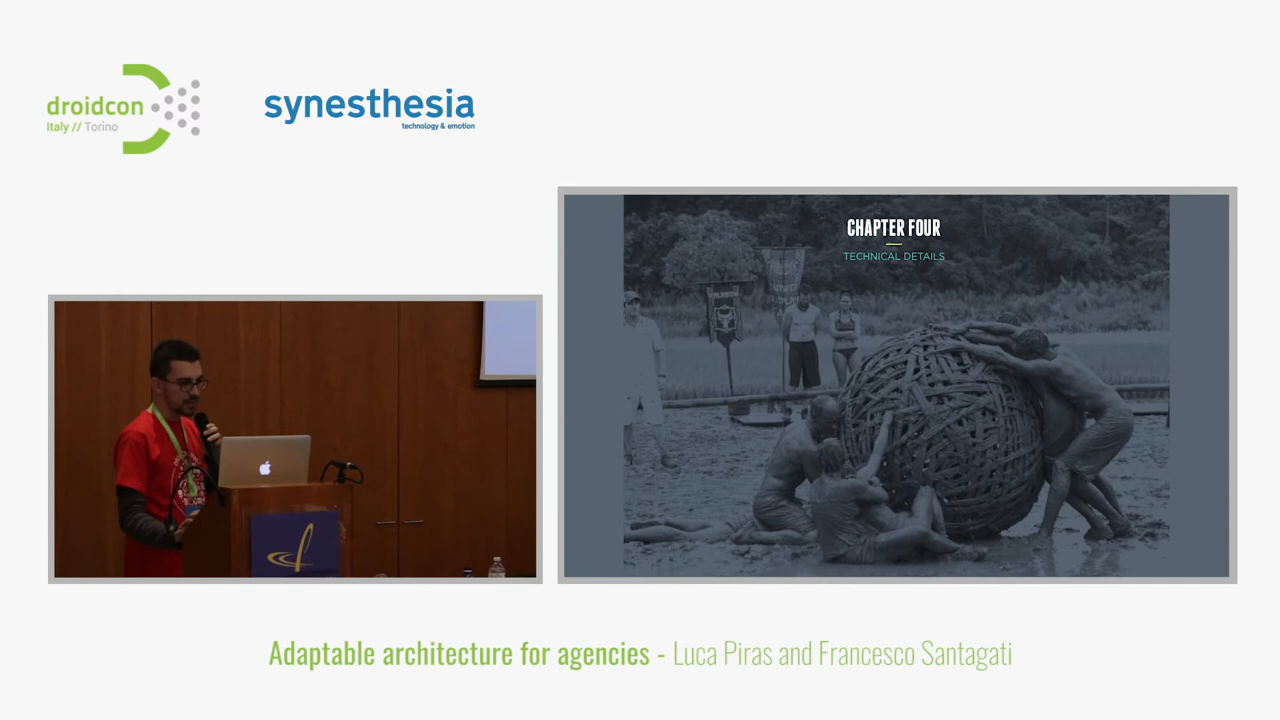 droidcon
Italy // Torino
synesthesia
technology & emotion
CHAPTER FOUR
TECHNICAL DETAILS
Adaptable architecture for agencies - Luca Piras and Francesco Santagati